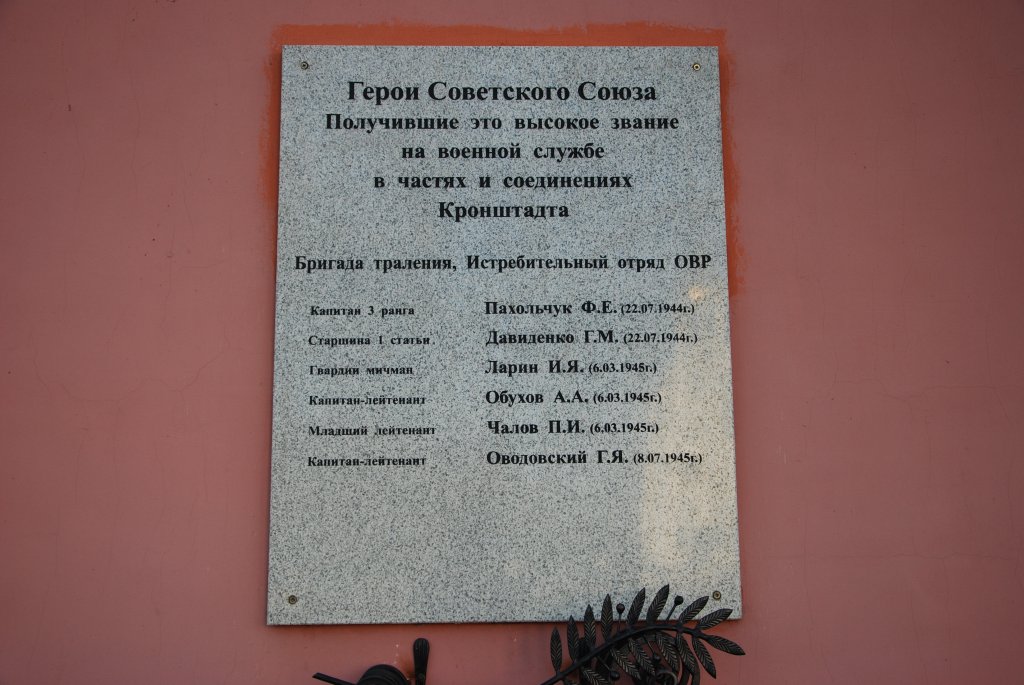 Герои Советского Союза
Получившие это высокое звание
на военной службе
в частях и соединениях
Кронштадта
Бригада траления, Истребительный отряд ОВР
Капитан 3 ранга Пахольчук Ф.Е. (22.07.1944г.)
Старшина 1 статьи Давиденко Г.М. (22.07.1944г.)
Гвардии мичман Ларин И.Я. (6.03.1945г.)
Капитан-лейтенант Обухов А.А. (6.03.1945г.)
Младший лейтенант Чалов П.И. (6.03.1945г.)
Капитан-лейтенант Оводовский Г.Я. (8.07.1945г.)